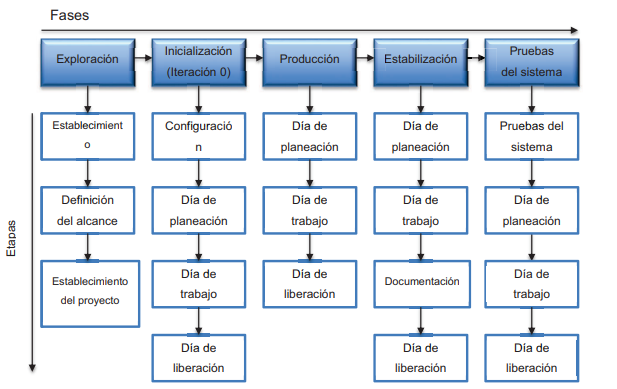 Fases
Exploración
Inicialización
(Iteración 0)
Producción
Estabilización
Pruebas
del sistema
Etapas
Establecimient
o
Configuració
n
Día de
planeación
Día de
planeación
Pruebas del
sistema
Definición
del alcance
Día de
planeación
Día de
trabajo
Día de
trabajo
Día de
planeación
Establecimiento
del proyecto
Día de
trabajo
Día de
liberación
Documentación
Día de
trabajo
Día de
liberación
Día de
liberación
Día de
liberación